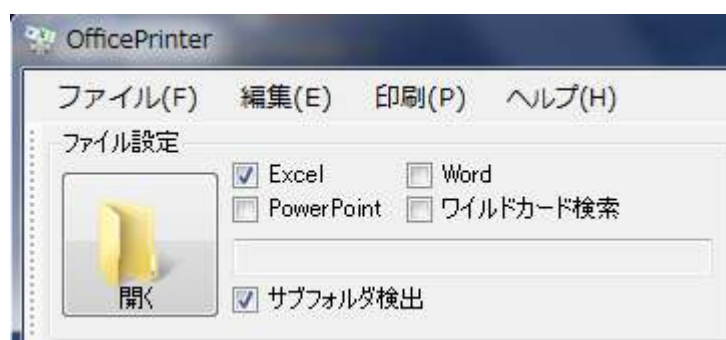 OfficePrinter
ファイル(F) 編集(E) 印刷(P) ヘルプ(H)
ファイル設定
Excel Word
PowerPoint ワイルドカード検索
開く
サブフォルダ検出